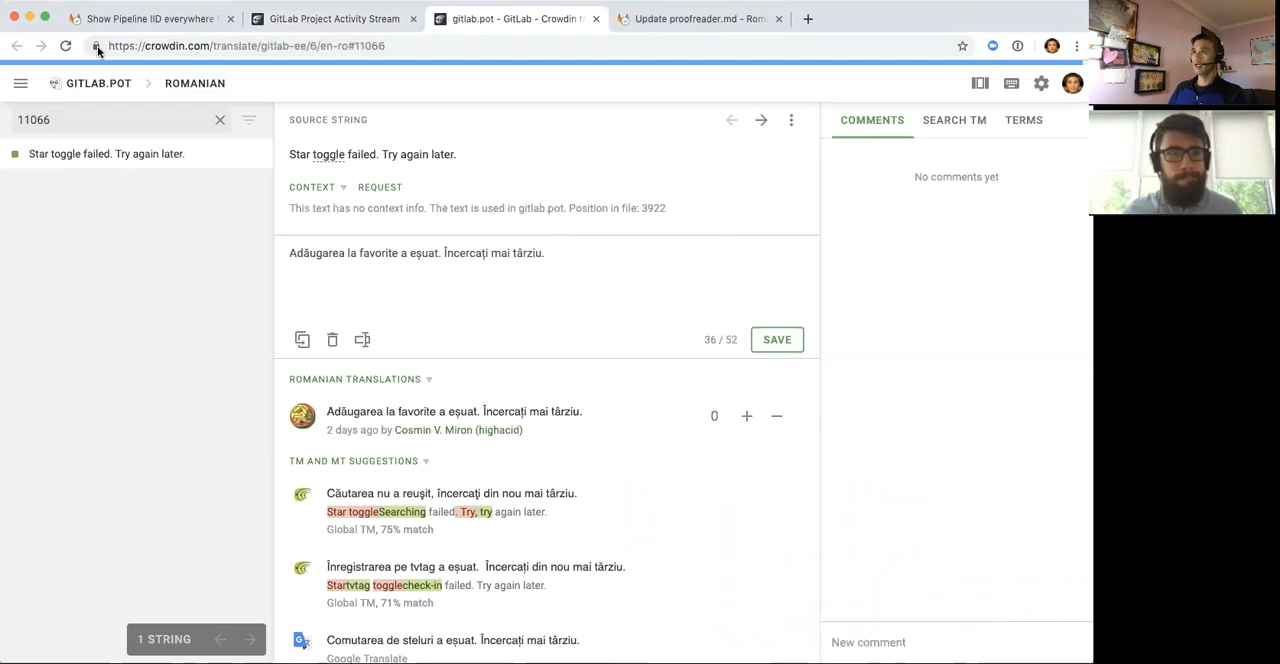 Show Pipeline IID everywhere
GitLab Project Activity Stream
gitlab.pot - GitLab - Crowdin tr
Update proofreader.md - Rom
https://crowdin.com/translate/gitlab-ee/6/en-ro#11066
GITLAB.POT
ROMANIAN
11066
Star toggle failed. Try again later.
SOURCE STRING
Star toggle failed. Try again later.
CONTEXT
REQUEST
This text has no context info. The text is used in gitlab.pot. Position in file: 3922
Adăugarea la favorite a eșuat. Încercați mai târziu.
36 / 52
SAVE
ROMANIAN TRANSLATIONS
Adăugarea la favorite a eșuat. Încercați mai târziu.
2 days ago by Cosmin V. Miron (highacid)
0
TM AND MT SUGGESTIONS
Căutarea nu a reuşit, încercaţi din nou mai târziu.
Star toggleSearching failed. Try, try again later.
Global TM, 75% match
Înregistrarea pe tvtag a eșuat. Încercați din nou mai tărziu.
Startvtag togglecheck-in failed. Try again later.
Global TM, 71% match
Comutarea de steluri a eșuat. Încercați mai târziu.
Google Translate
1 STRING
COMMENTS
SEARCH TM
TERMS
No comments yet
New comment